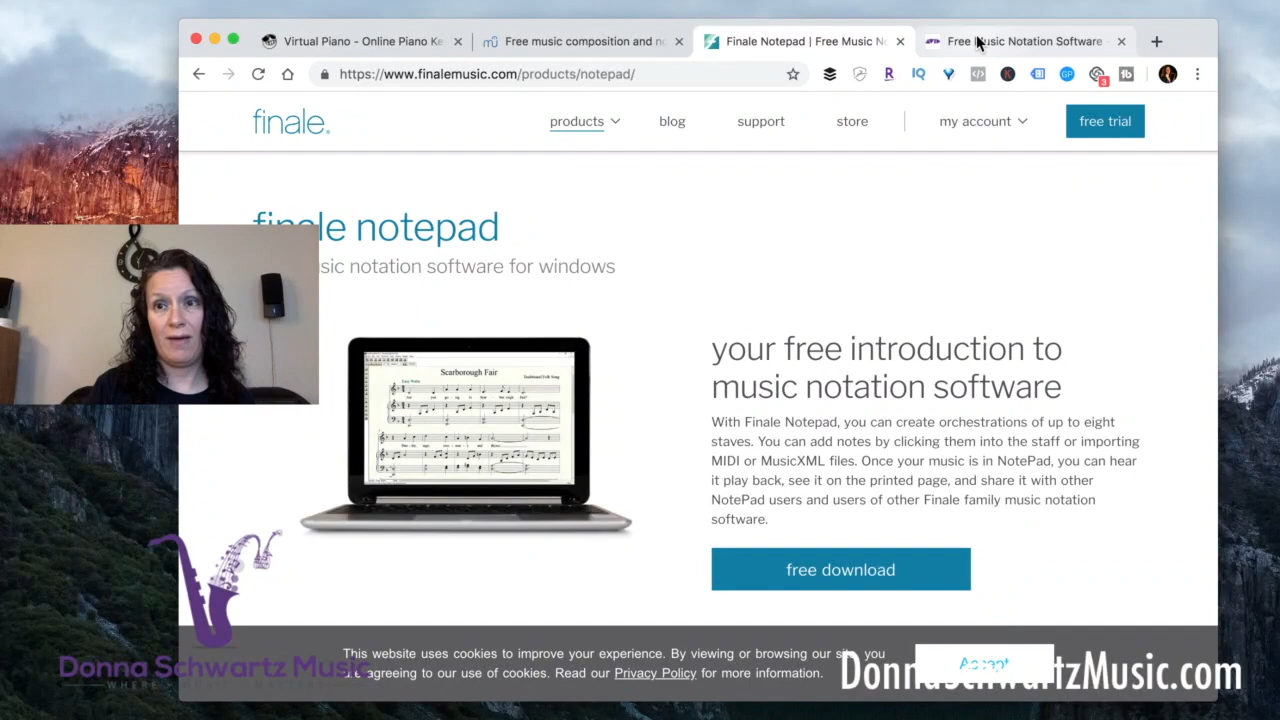 Virtual Piano - Online Piano Ke
Free music composition and no
Finale Notepad | Free Music No
Free Music Notation Software -
https://www.finalemusic.com/products/notepad/
finale.
products
blog
support
store
my account
free trial
finale notepad
sic notation software for windows
your free introduction to
music notation software
With Finale Notepad, you can create orchestrations of up to eight
staves. You can add notes by clicking them into the staff or importing
MIDI or MusicXML files. Once your music is in NotePad, you can hear
it play back, see it on the printed page, and share it with other
NotePad users and users of other Finale family music notation
software.
free download
Scarborough Fair
This website uses cookies to improve your experience. By viewing or browsing our site, you
are agreeing to our use of cookies. Read our Privacy Policy for more information.
Accept
Donna Schwartz Music
DonnaSchwartzMusic.com